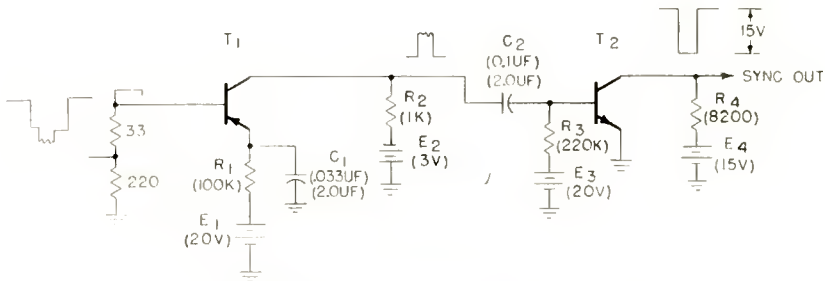 T1
C2
(0.1UF)
(2.0UF)
T2
15V
SYNC OUT
33
220
R1
(100K)
E1
(20V)
C1
(.033UF)
(2.0UF)
R2
(1K)
E2
(3V)
R3
(220K)
E3
(20V)
R4
(8200)
E4
(15V)